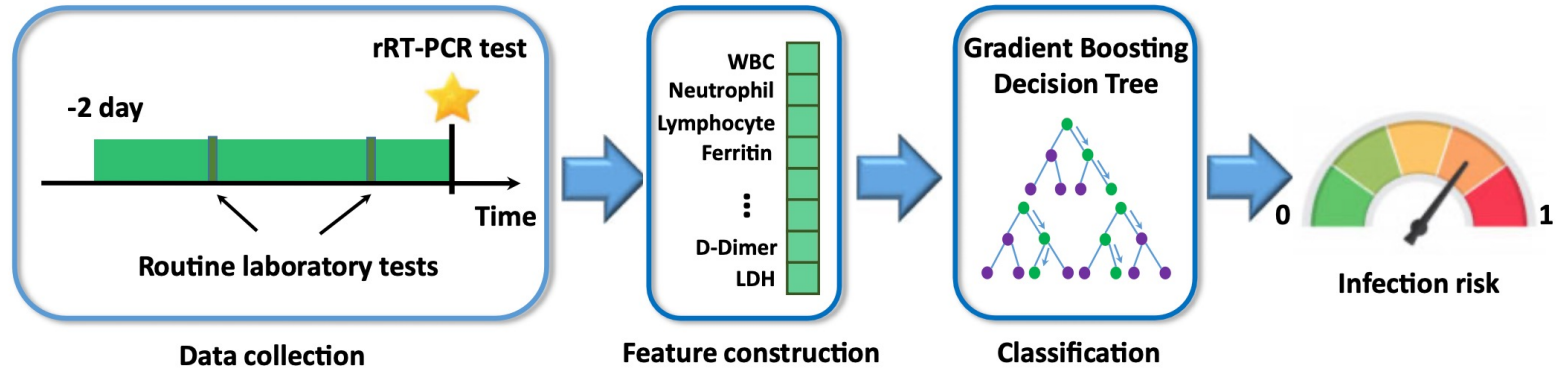 rRT-PCR test
-2 day
Time
Routine laboratory tests
Data collection
WBC
Neutrophil
Lymphocyte
Ferritin
D-Dimer
LDH
Feature construction
Gradient Boosting
Decision Tree
Classification
0
1
Infection risk